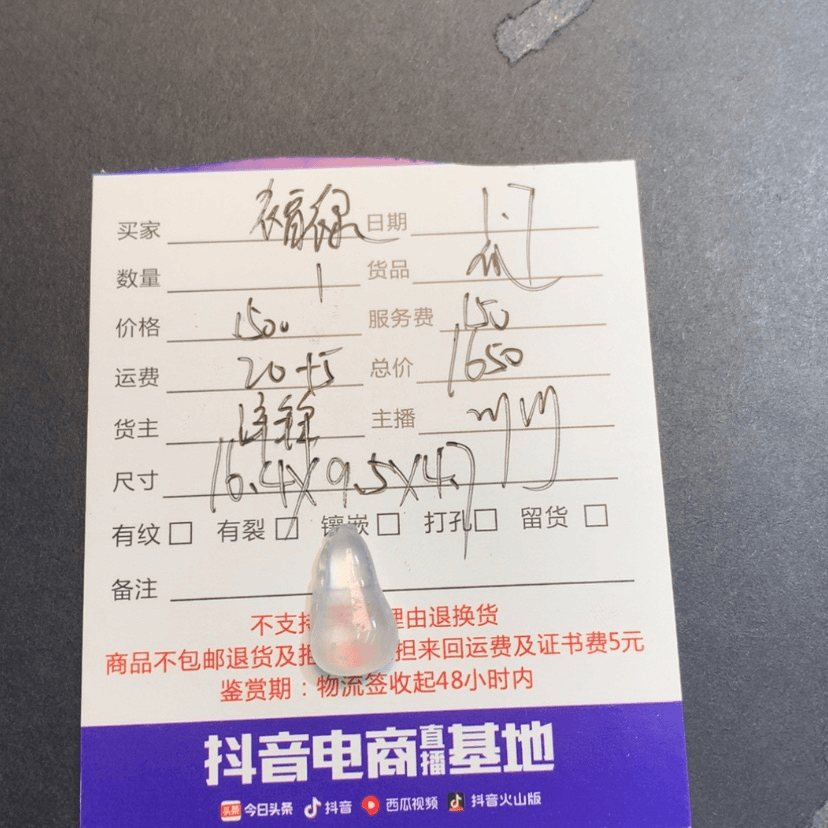 买家 日期 1.7
数量 1 货品
价格 1500 服务费 150
运费 20+5 总价 1650
货主 主播
尺寸 16.4X9.5X4.7
有纹 有裂 镶嵌 打孔 留货
备注
不支持 理由退换货
商品不包邮退货及 担来回运费及证书费5元
鉴赏期：物流签收起48小时内
抖音电商直播基地
头条 今日头条 抖音 西瓜视频 抖音火山版